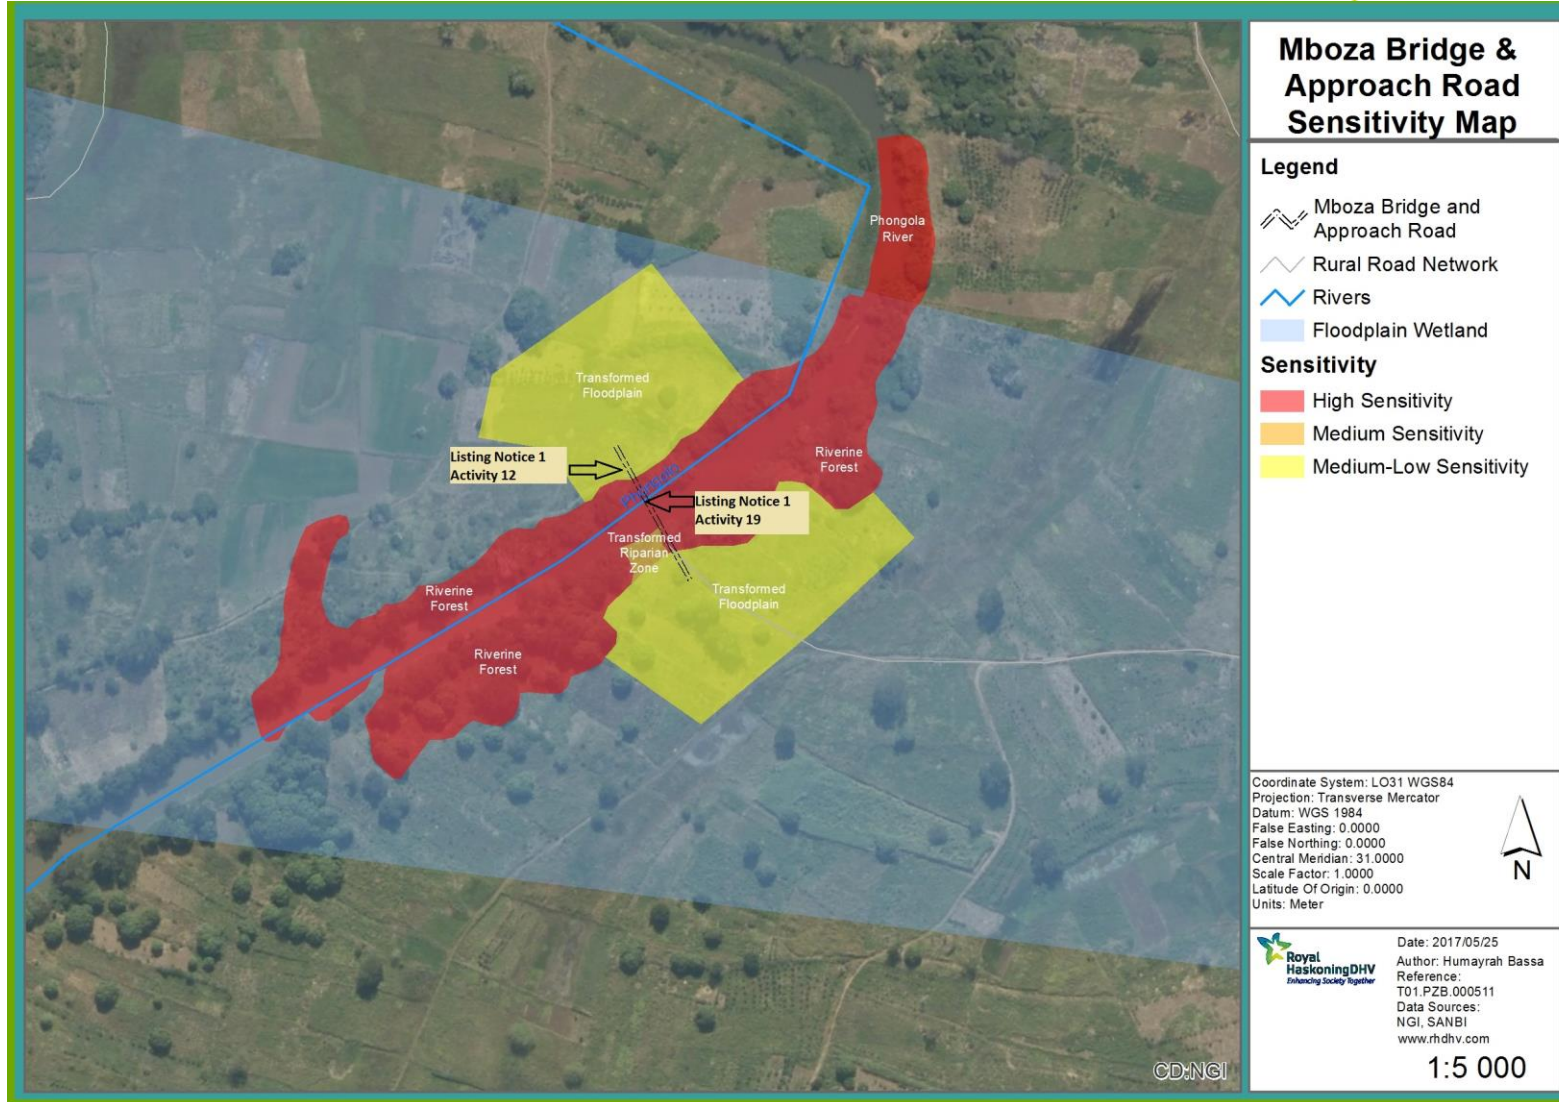 Mboza Bridge &
Approach Road
Sensitivity Map
Legend
Mboza Bridge and
Approach Road
Rural Road Network
Rivers
Floodplain Wetland
Sensitivity
High Sensitivity
Medium Sensitivity
Medium-Low Sensitivity
Phongola
River
Transformed
Floodplain
Listing Notice 1
Activity 12
Riverine
Forest
Listing Notice 1
Activity 19
Transformed
Riparian
Zone
Transformed
Floodplain
Riverine
Forest
Riverine
Forest
CD:NGI
Coordinate System: LO31 WGS84
Projection: Transverse Mercator
Datum: WGS 1984
False Easting: 0.0000
False Northing: 0.0000
Central Meridian: 31.0000
Scale Factor: 1.0000
Latitude Of Origin: 0.0000
Units: Meter
N
Royal
HaskoningDHV
Enhancing Society Together
Date: 2017/05/25
Author: Humayrah Bassa
Reference:
T01.PZB.000511
Data Sources:
NGI, SANBI
www.rhdhv.com
1:5 000